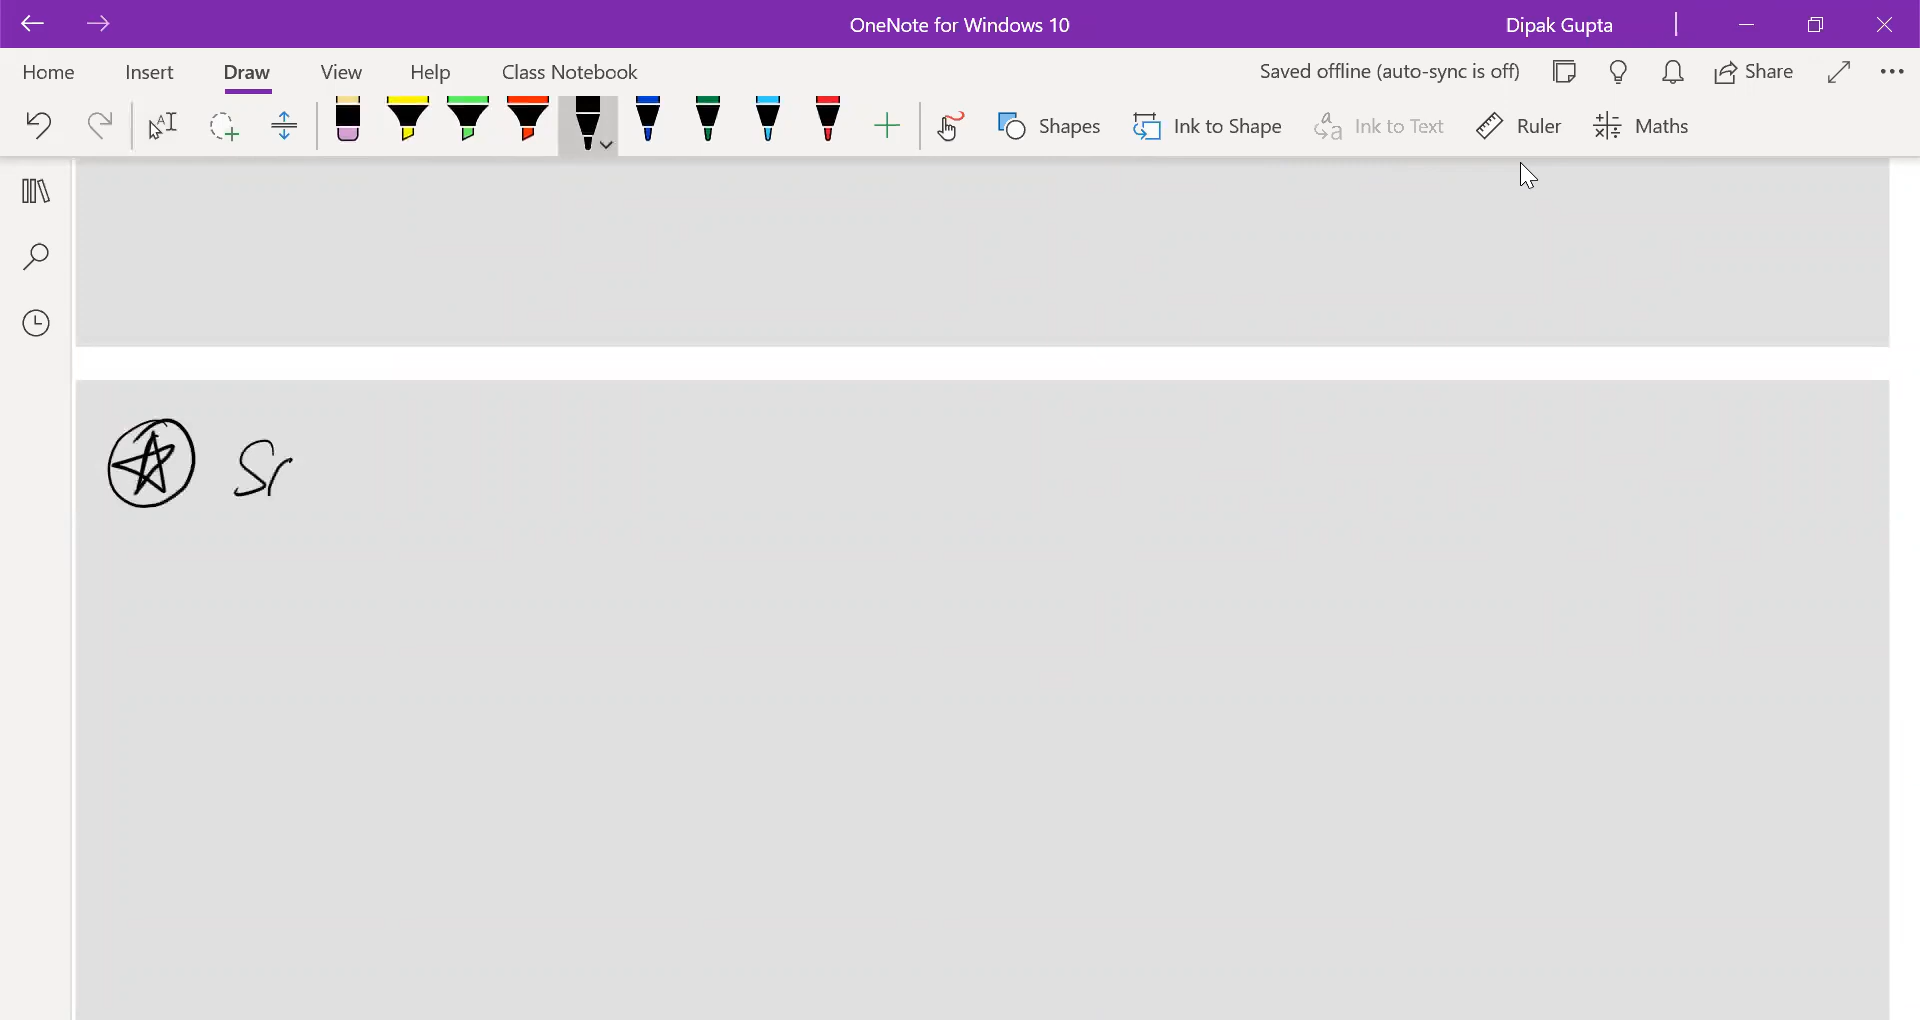 OneNote for Windows 10
Dipak Gupta
Home Insert Draw View Help Class Notebook
Saved offline (auto-sync is off) Share
Shapes Ink to Shape Ink to Text Ruler Maths
Sr